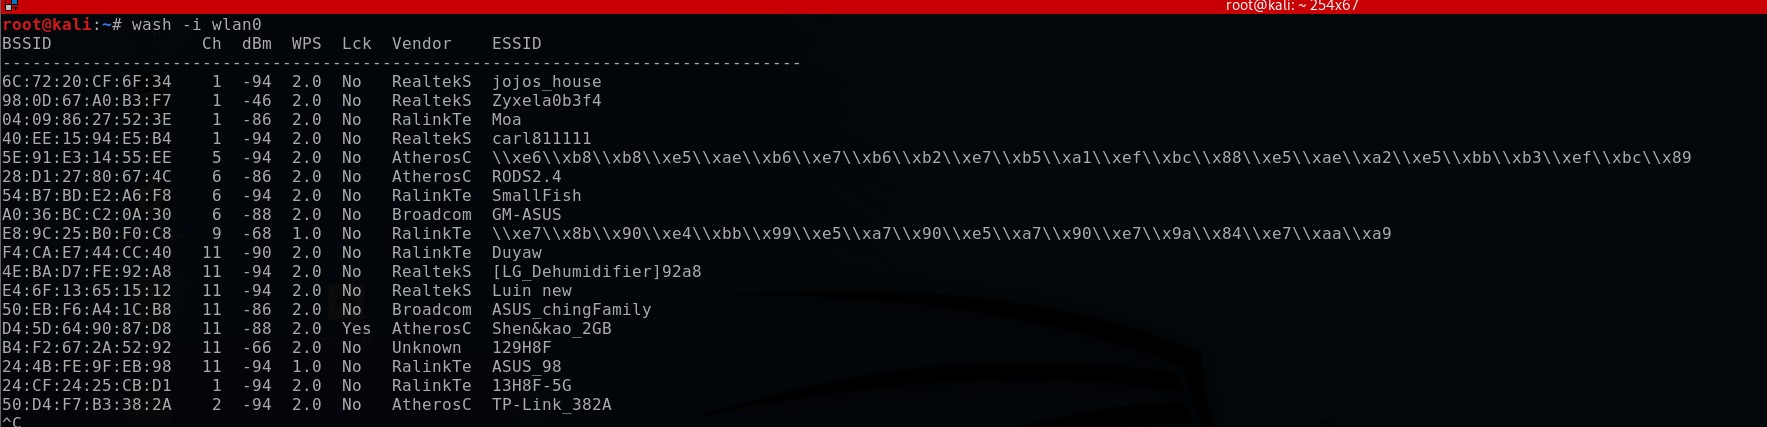 root@kali: ~ 254x67
root@kali:~# wash -i wlan0
BSSID Ch dBm WPS Lck Vendor ESSID
--------------------------------------------------------------------------------
6C:72:20:CF:6F:34 1 -94 2.0 No RealtekS jojos_house
98:0D:67:A0:B3:F7 1 -46 2.0 No RealtekS Zyxela0b3f4
04:09:86:27:52:3E 1 -86 2.0 No RalinkTe Moa
40:EE:15:94:E5:B4 1 -94 2.0 No RealtekS carl811111
5E:91:E3:14:55:EE 5 -94 2.0 No AtherosC \\xe6\\xb8\\xb8\\xe5\\xae\\xb6\\xe7\\xb6\\xb2\\xe7\\xb5\\xa1\\xef\\xbc\\x88\\xe5\\xae\\xa2\\xe5\\xbb\\xb3\\xef\\xbc\\x89
28:D1:27:80:67:4C 6 -86 2.0 No AtherosC RODS2.4
54:B7:BD:E2:A6:F8 6 -94 2.0 No RalinkTe SmallFish
A0:36:BC:C2:0A:30 6 -88 2.0 No Broadcom GM-ASUS
E8:9C:25:B0:F0:C8 9 -68 1.0 No RalinkTe \\xe7\\x8b\\x90\\xe4\\xbb\\x99\\xe5\\xa7\\x90\\xe5\\xa7\\x90\\xe7\\x9a\\x84\\xe7\\xaa\\xa9
F4:CA:E7:44:CC:40 11 -90 2.0 No RalinkTe Duyaw
4E:BA:D7:FE:92:A8 11 -94 2.0 No RealtekS [LG_Dehumidifier]92a8
E4:6F:13:65:15:12 11 -94 2.0 No RealtekS Luin new
50:EB:F6:A4:1C:B8 11 -86 2.0 No Broadcom ASUS_chingFamily
D4:5D:64:90:87:D8 11 -88 2.0 Yes AtherosC Shen&kao_2GB
B4:F2:67:2A:52:92 11 -66 2.0 No Unknown 129H8F
24:4B:FE:9F:EB:98 11 -94 1.0 No RalinkTe ASUS_98
24:CF:24:25:CB:D1 1 -94 2.0 No RalinkTe 13H8F-5G
50:D4:F7:B3:38:2A 2 -94 2.0 No AtherosC TP-Link_382A
^C